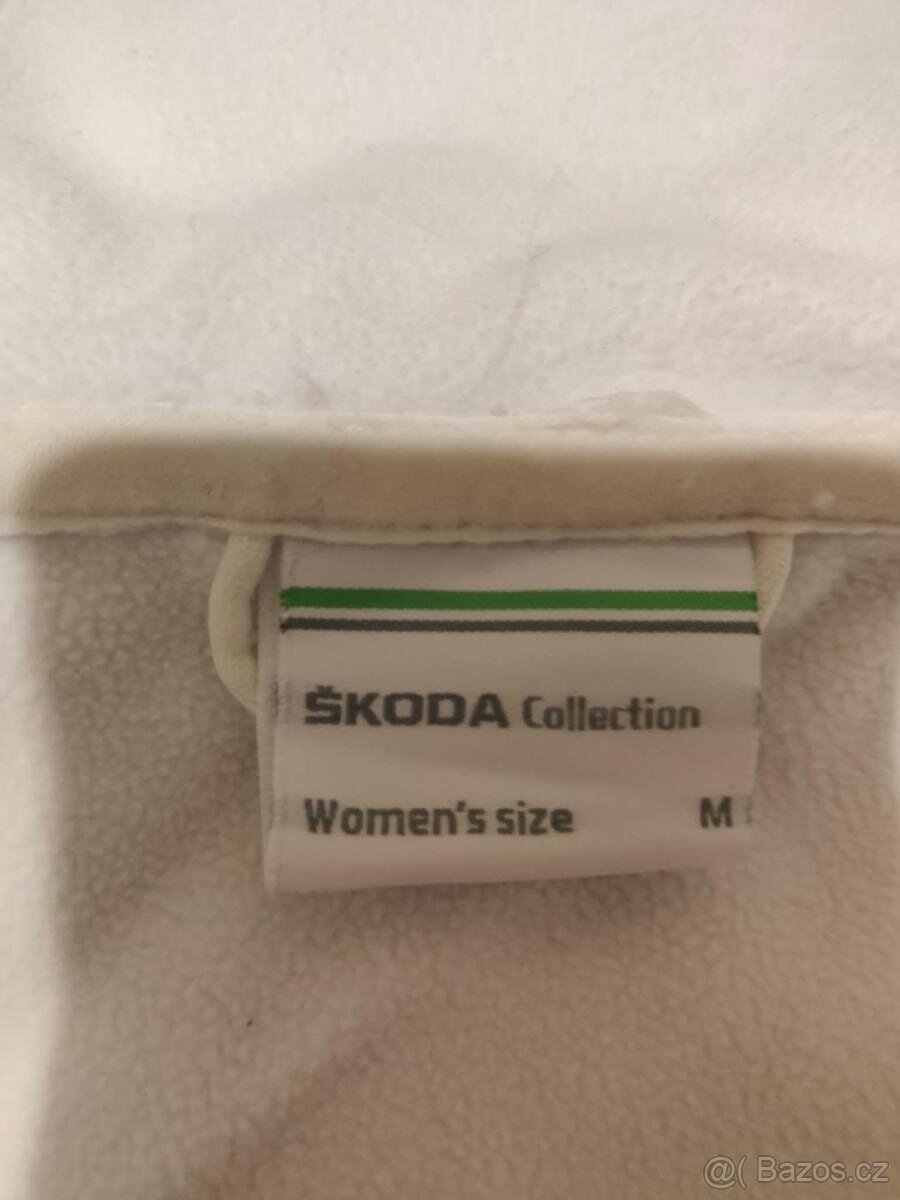 ŠKODA Collection
Women's size M
@( Bazos.cz